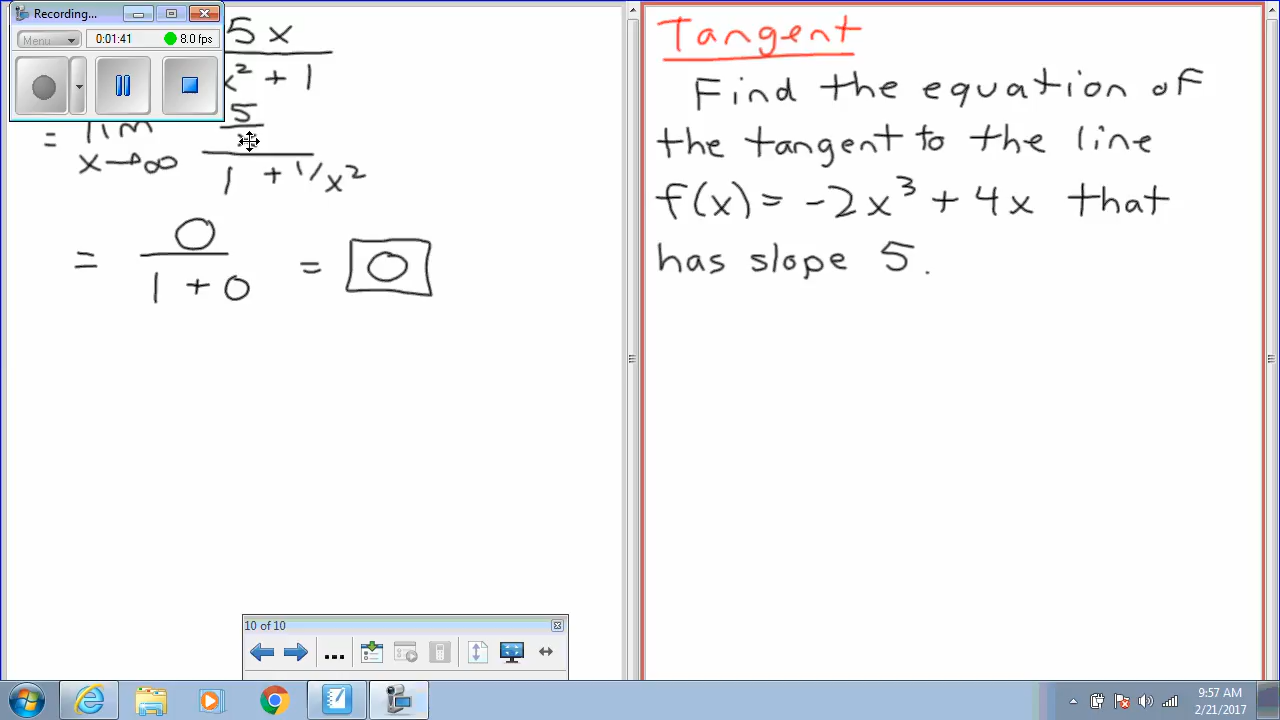 Recording...
Menu
0:01:41
8.0 fps
5x
x² + 1
= lim 5
x→∞ 1 + 1/x²
= 0 / 1 + 0 = 0
Tangent
Find the equation of
the tangent to the line
f(x) = -2x³ + 4x that
has slope 5.
10 of 10
...
9:57 AM
2/21/2017